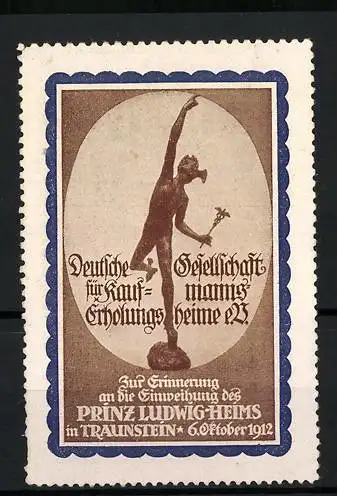 Deutsche Gesellschaft
für Kauf- manns-
Erholungs heime e.V.
Zur Erinnerung
an die Einweihung des
PRINZ LUDWIG-HEIMS
in TRAUNSTEIN * 6. Oktober 1912